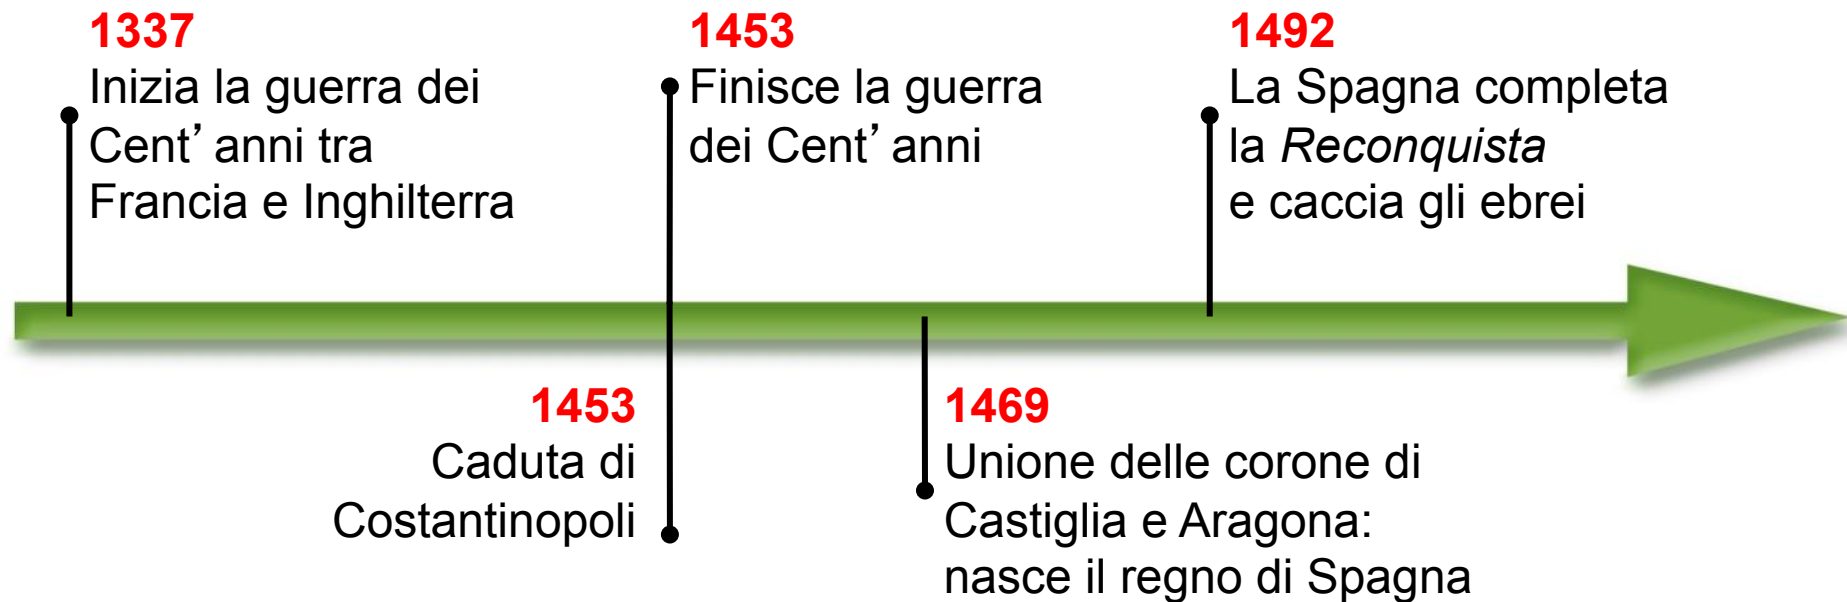 1337
Inizia la guerra dei
Cent’ anni tra
Francia e Inghilterra
1453
Finisce la guerra
dei Cent’ anni
1492
La Spagna completa
la Reconquista
e caccia gli ebrei
1453
Caduta di
Costantinopoli
1469
Unione delle corone di
Castiglia e Aragona:
nasce il regno di Spagna